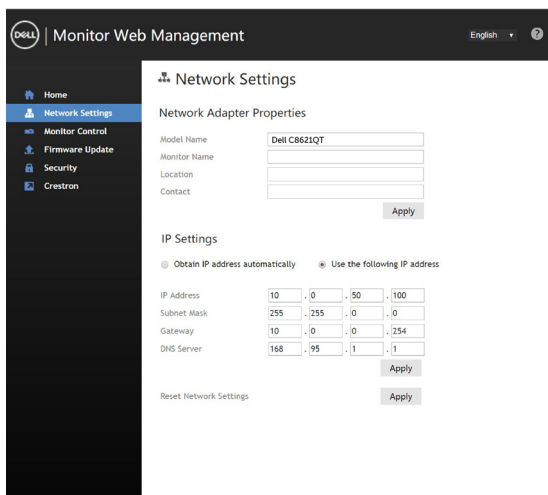 DELL | Monitor Web Management
English
?
Home
Network Settings
Monitor Control
Firmware Update
Security
Crestron
Network Settings
Network Adapter Properties
Model Name Dell C8621QT
Monitor Name
Location
Contact
Apply
IP Settings
Obtain IP address automatically Use the following IP address
IP Address 10 . 0 . 50 . 100
Subnet Mask 255 . 255 . 0 . 0
Gateway 10 . 0 . 0 . 254
DNS Server 168 . 95 . 1 . 1
Apply
Reset Network Settings Apply